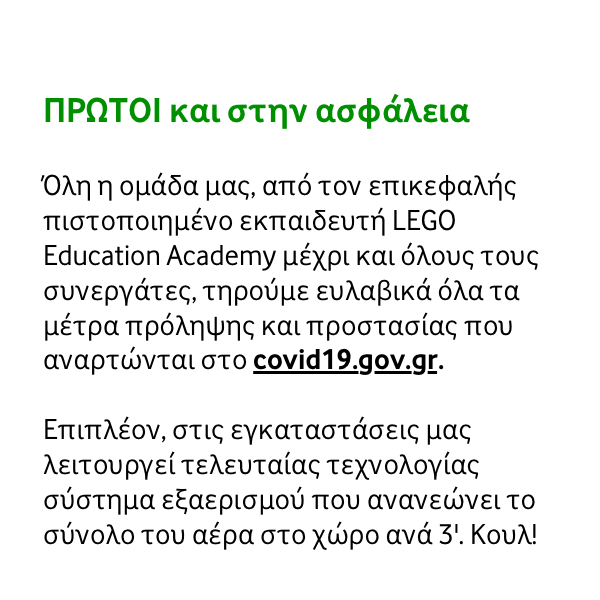 ΠΡΩΤΟΙ και στην ασφάλεια
Όλη η ομάδα μας, από τον επικεφαλής
πιστοποιημένο εκπαιδευτή LEGO
Education Academy μέχρι και όλους τους
συνεργάτες, τηρούμε ευλαβικά όλα τα
μέτρα πρόληψης και προστασίας που
αναρτώνται στο covid19.gov.gr.
Επιπλέον, στις εγκαταστάσεις μας
λειτουργεί τελευταίας τεχνολογίας
σύστημα εξαερισμού που ανανεώνει το
σύνολο του αέρα στο χώρο ανά 3'. Κουλ!